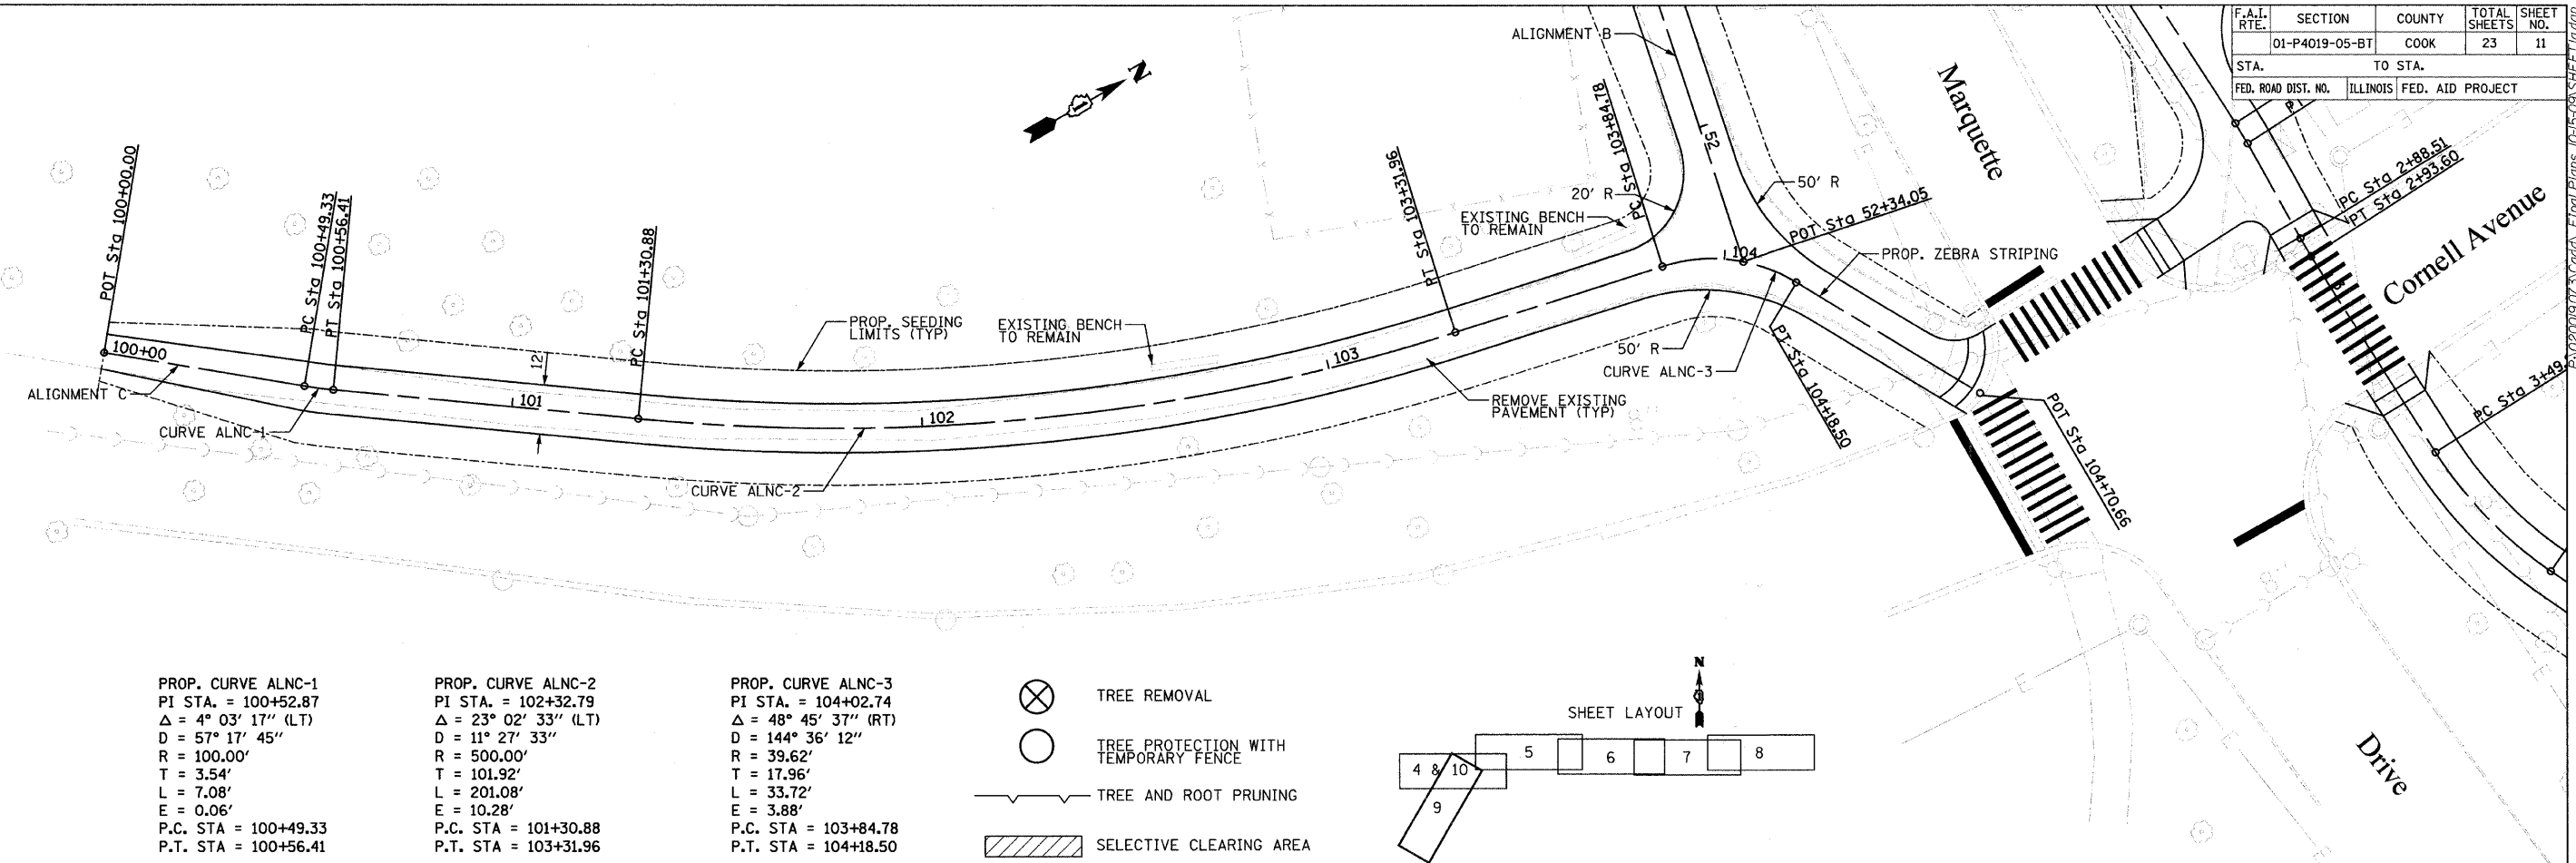 F.A.I. RTE. SECTION COUNTY TOTAL SHEETS SHEET NO.
01-P4019-05-BT COOK 23 11
STA. TO STA.
FED. ROAD DIST. NO. ILLINOIS FED. AID PROJECT
ALIGNMENT B
N
Marquette
POT Sta 100+00.00
PC Sta 100+49.33
PT Sta 100+56.41
PC Sta 101+30.88
PT Sta 103+31.96
PC Sta 103+84.78
52
20' R
50' R
EXISTING BENCH
TO REMAIN
POT Sta 52+34.05
104
PROP. ZEBRA STRIPING
PC Sta 2+88.51
PT Sta 2+93.60
Cornell Avenue
PROP. SEEDING
LIMITS (TYP)
EXISTING BENCH
TO REMAIN
100+00
12'
103
50' R
CURVE ALNC-3
PT Sta 104+18.50
ALIGNMENT C
101
102
REMOVE EXISTING
PAVEMENT (TYP)
POT Sta 104+70.66
PC Sta 3+49.
CURVE ALNC-1
CURVE ALNC-2
8"
8"
E
E
Drive
PROP. CURVE ALNC-1
PI STA. = 100+52.87
Δ = 4° 03' 17" (LT)
D = 57° 17' 45"
R = 100.00'
T = 3.54'
L = 7.08'
E = 0.06'
P.C. STA = 100+49.33
P.T. STA = 100+56.41
PROP. CURVE ALNC-2
PI STA. = 102+32.79
Δ = 23° 02' 33" (LT)
D = 11° 27' 33"
R = 500.00'
T = 101.92'
L = 201.08'
E = 10.28'
P.C. STA = 101+30.88
P.T. STA = 103+31.96
PROP. CURVE ALNC-3
PI STA. = 104+02.74
Δ = 48° 45' 37" (RT)
D = 144° 36' 12"
R = 39.62'
T = 17.96'
L = 33.72'
E = 3.88'
P.C. STA = 103+84.78
P.T. STA = 104+18.50
TREE REMOVAL
TREE PROTECTION WITH
TEMPORARY FENCE
TREE AND ROOT PRUNING
SELECTIVE CLEARING AREA
N
SHEET LAYOUT
4 & 10
5
6
7
8
9